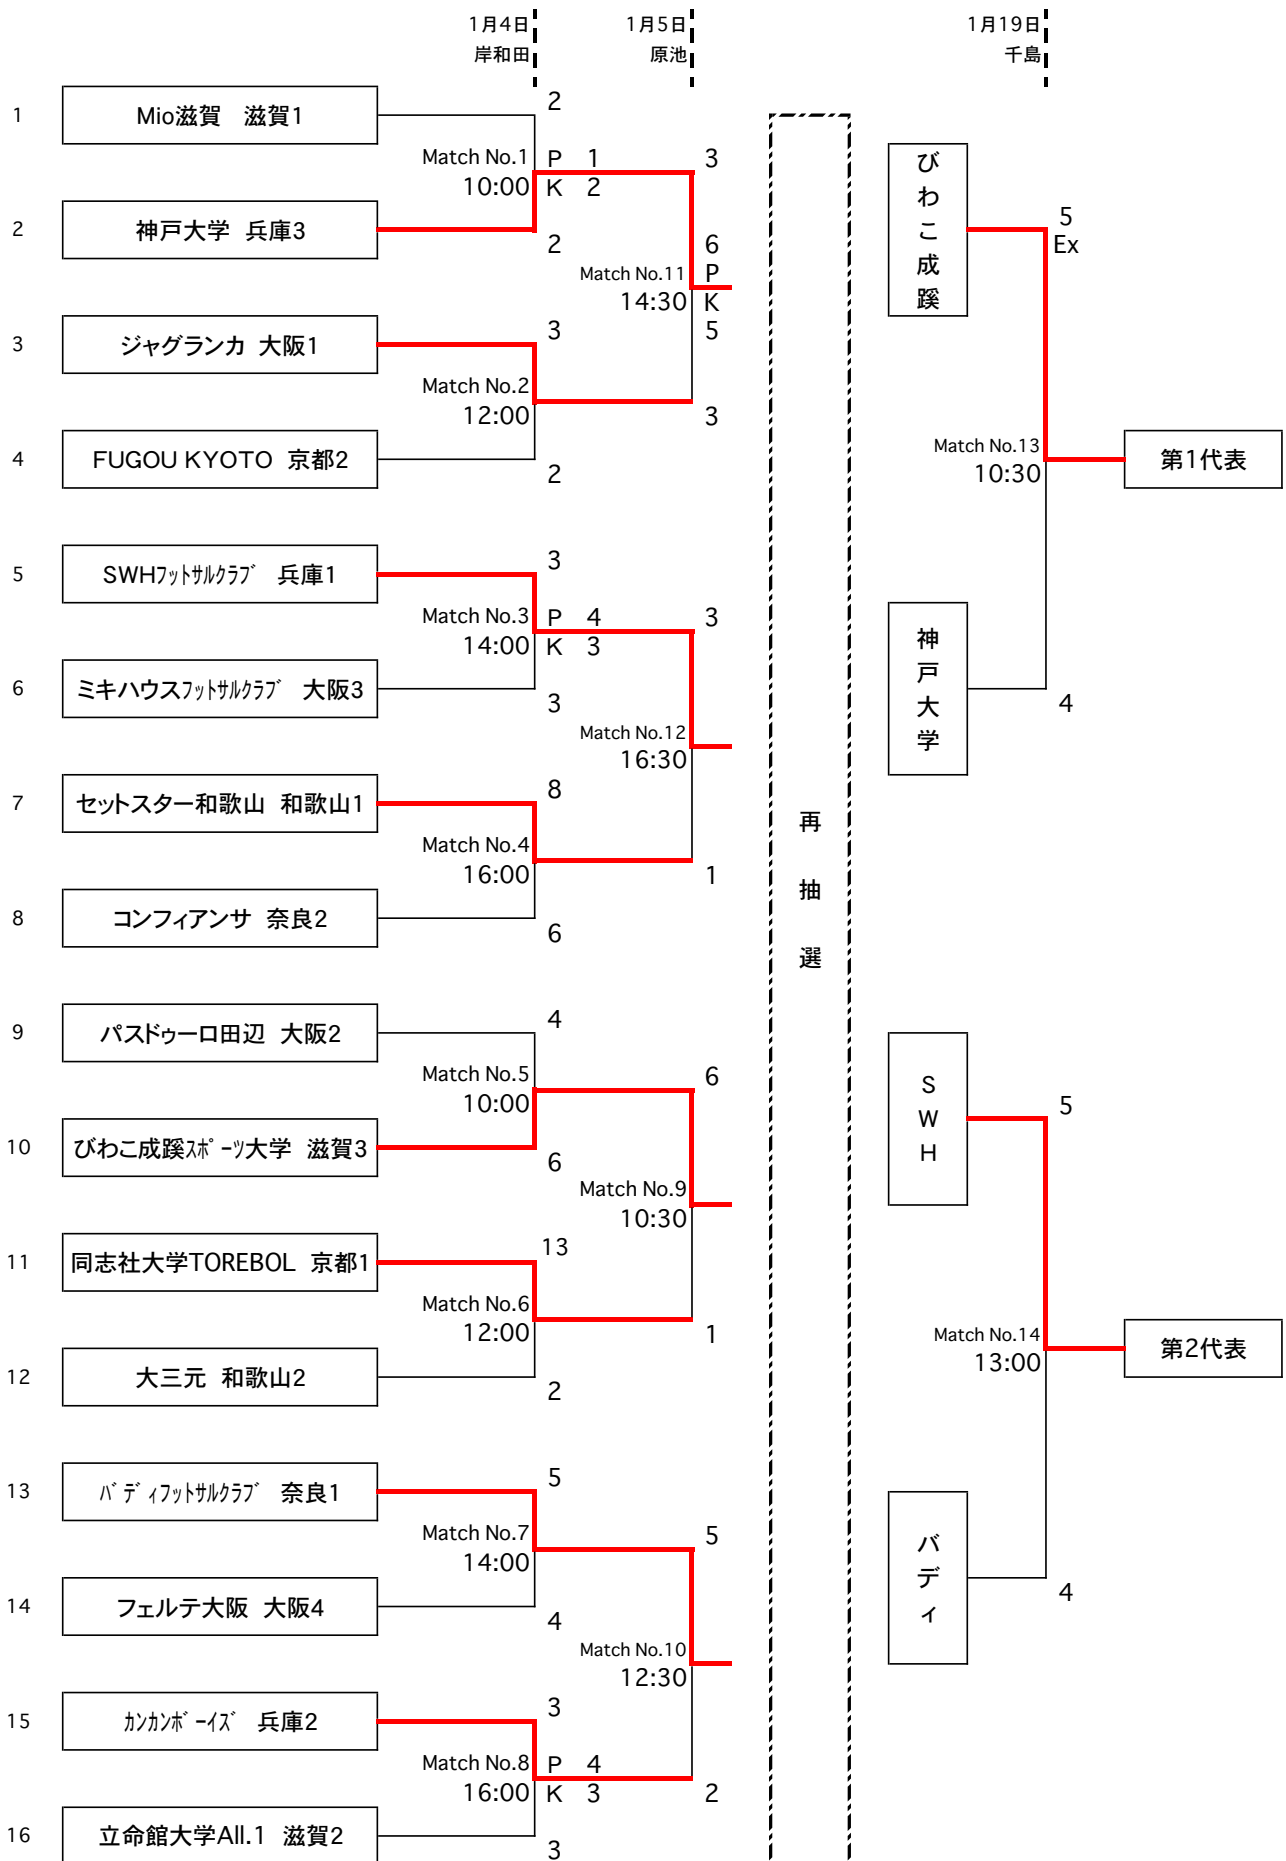 1月4日 1月5日 1月19日
岸和田 原池 千島
1 Mio滋賀 滋賀1 2
Match No.1 P 1 3
10:00 K 2
2 神戸大学 兵庫3 2
6
Match No.11 P
14:30 K
5
3 ジャグランカ 大阪1 3
Match No.2
12:00 3
4 FUGOU KYOTO 京都2 2
5 SWHフットサルクラブ 兵庫1 3
Match No.3 P 4 3
14:00 K 3
6 ミキハウスフットサルクラブ 大阪3 3
Match No.12
16:30
7 セットスター和歌山 和歌山1 8
Match No.4
16:00 1
8 コンフィアンサ 奈良2 6
9 パスドゥーロ田辺 大阪2 4
Match No.5 6
10:00
10 びわこ成蹊スポーツ大学 滋賀3 6
Match No.9
10:30
11 同志社大学TOREBOL 京都1 13
Match No.6
12:00 1
12 大三元 和歌山2 2
13 バディフットサルクラブ 奈良1 5
Match No.7 5
14:00
14 フェルテ大阪 大阪4 4
Match No.10
12:30
15 カンカンボーイズ 兵庫2 3
Match No.8 P 4
16:00 K 3 2
16 立命館大学All.1 滋賀2 3
再抽選
びわこ成蹊
5
Ex
Match No.13
10:30
第1代表
神戸大学
4
SWH
5
Match No.14
13:00
第2代表
バディ
4